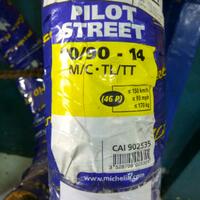 PILOT
STREET
0/90 - 14
M/C · TL/TT
(46 P)
≤ 150 km/h
≤ 93 mph
≤ 170 kg
CAI 902535
www.michelin